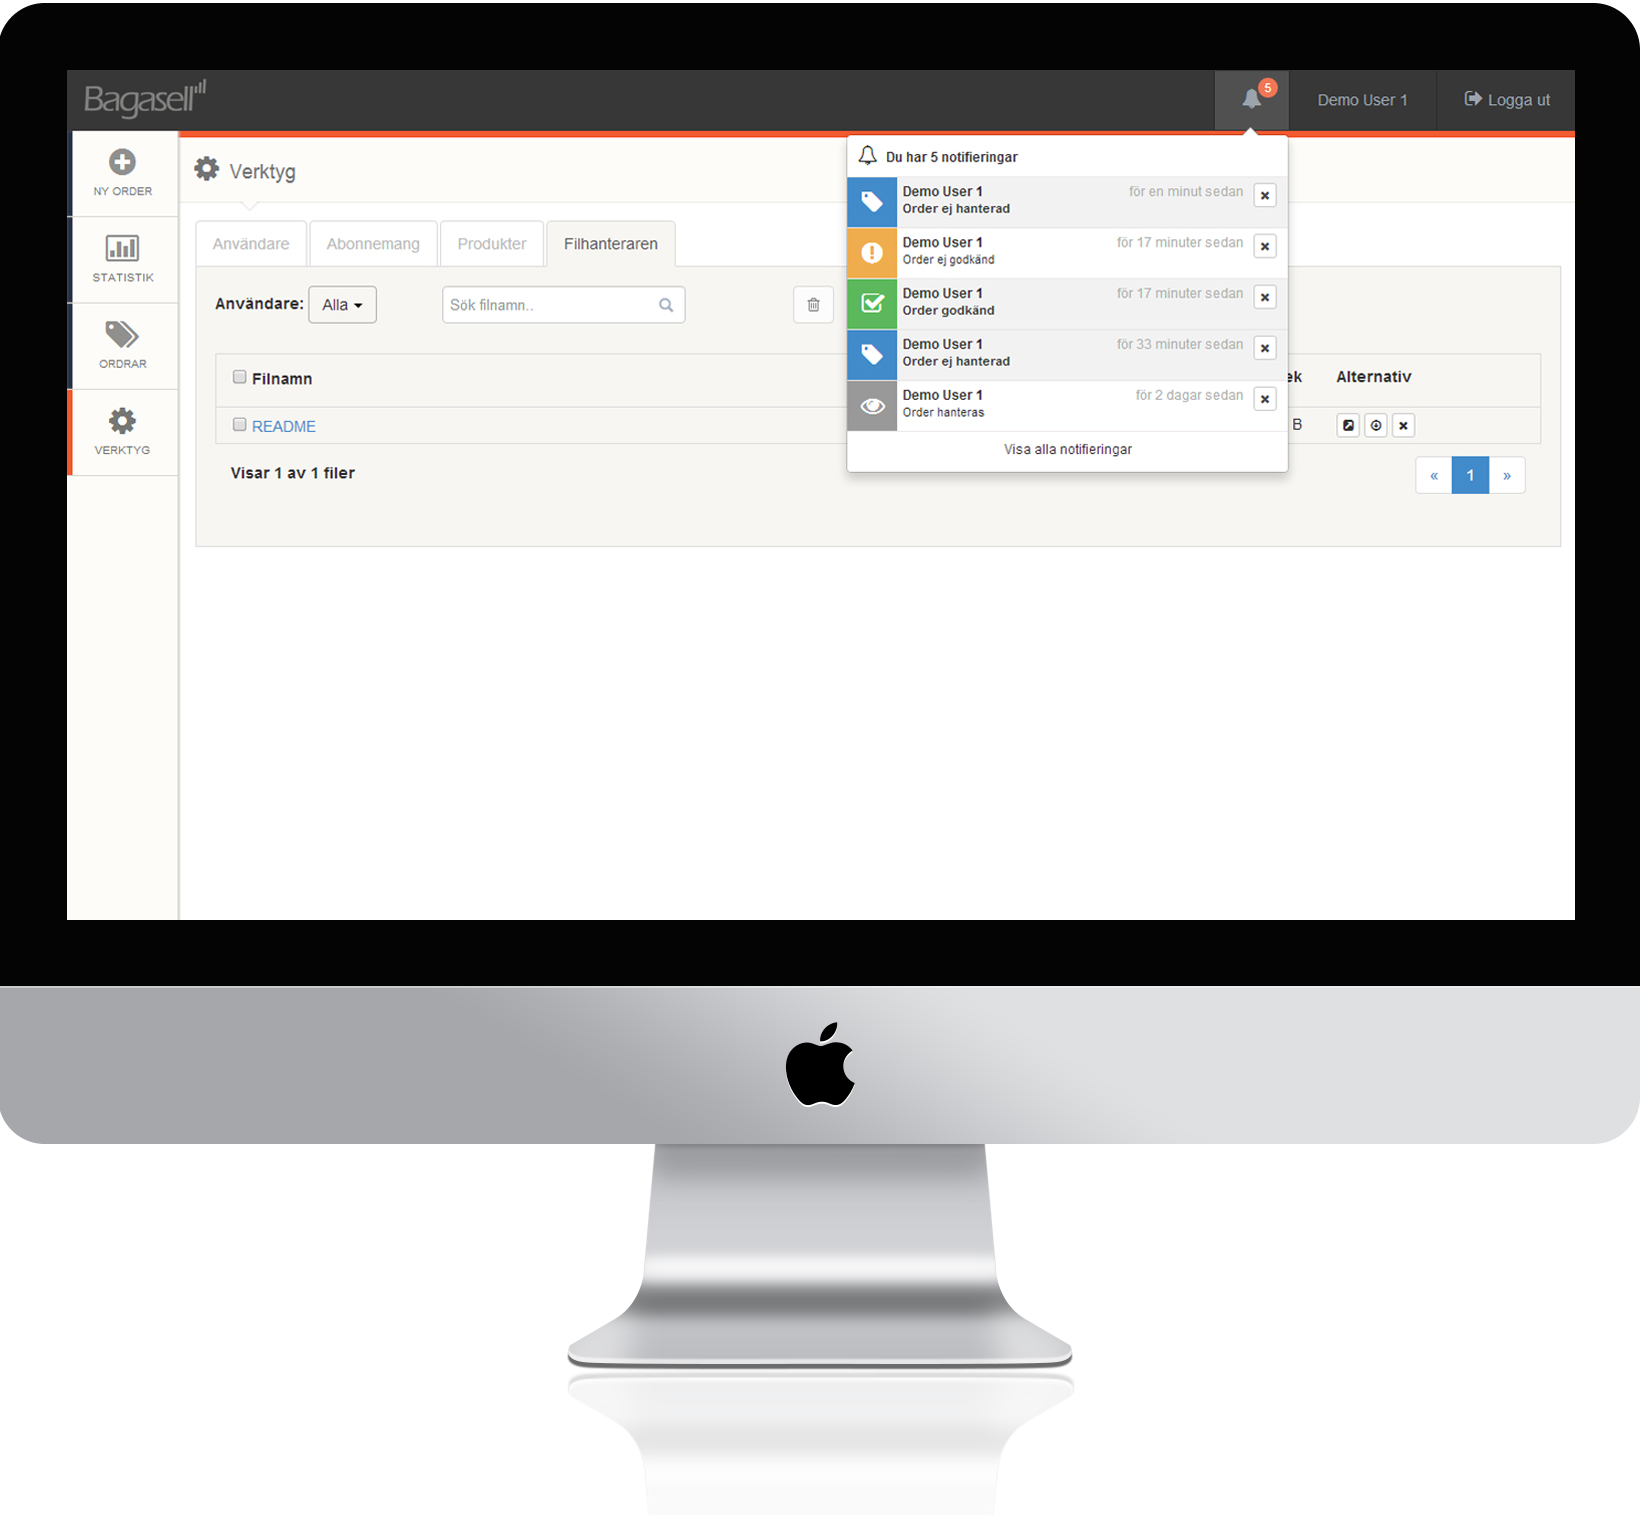 Bagasell
5
Demo User 1
Logga ut
NY ORDER
STATISTIK
ORDRAR
VERKTYG
Verktyg
Användare
Abonnemang
Produkter
Filhanteraren
Användare:
Alla
Sök filnamn..
Filnamn
Alternativ
README
B
Visar 1 av 1 filer
«
1
»
Du har 5 notifieringar
Demo User 1
för en minut sedan
Order ej hanterad
Demo User 1
för 17 minuter sedan
Order ej godkänd
Demo User 1
för 17 minuter sedan
Order godkänd
Demo User 1
för 33 minuter sedan
Order ej hanterad
Demo User 1
för 2 dagar sedan
Order hanteras
Visa alla notifieringar